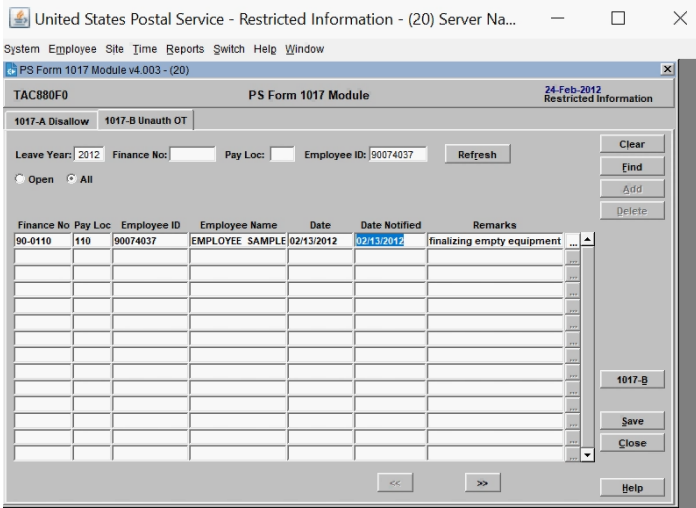 United States Postal Service - Restricted Information - (20) Server Na...
System Employee Site Time Reports Switch Help Window
PS Form 1017 Module v4.003 - (20)
TAC880F0 PS Form 1017 Module 24-Feb-2012
Restricted Information
1017-A Disallow 1017-B Unauth OT
Clear
Leave Year: 2012 Finance No: Pay Loc: Employee ID: 90074037 Refresh
Find
Open All
Add
Delete
Finance No Pay Loc Employee ID Employee Name Date Date Notified Remarks
90-0110 110 90074037 EMPLOYEE SAMPLE 02/13/2012 02/13/2012 finalizing empty equipment ...
...
...
...
...
...
...
...
...
...
1017-B
...
...
...
Save
...
Close
...
<< >>
Help